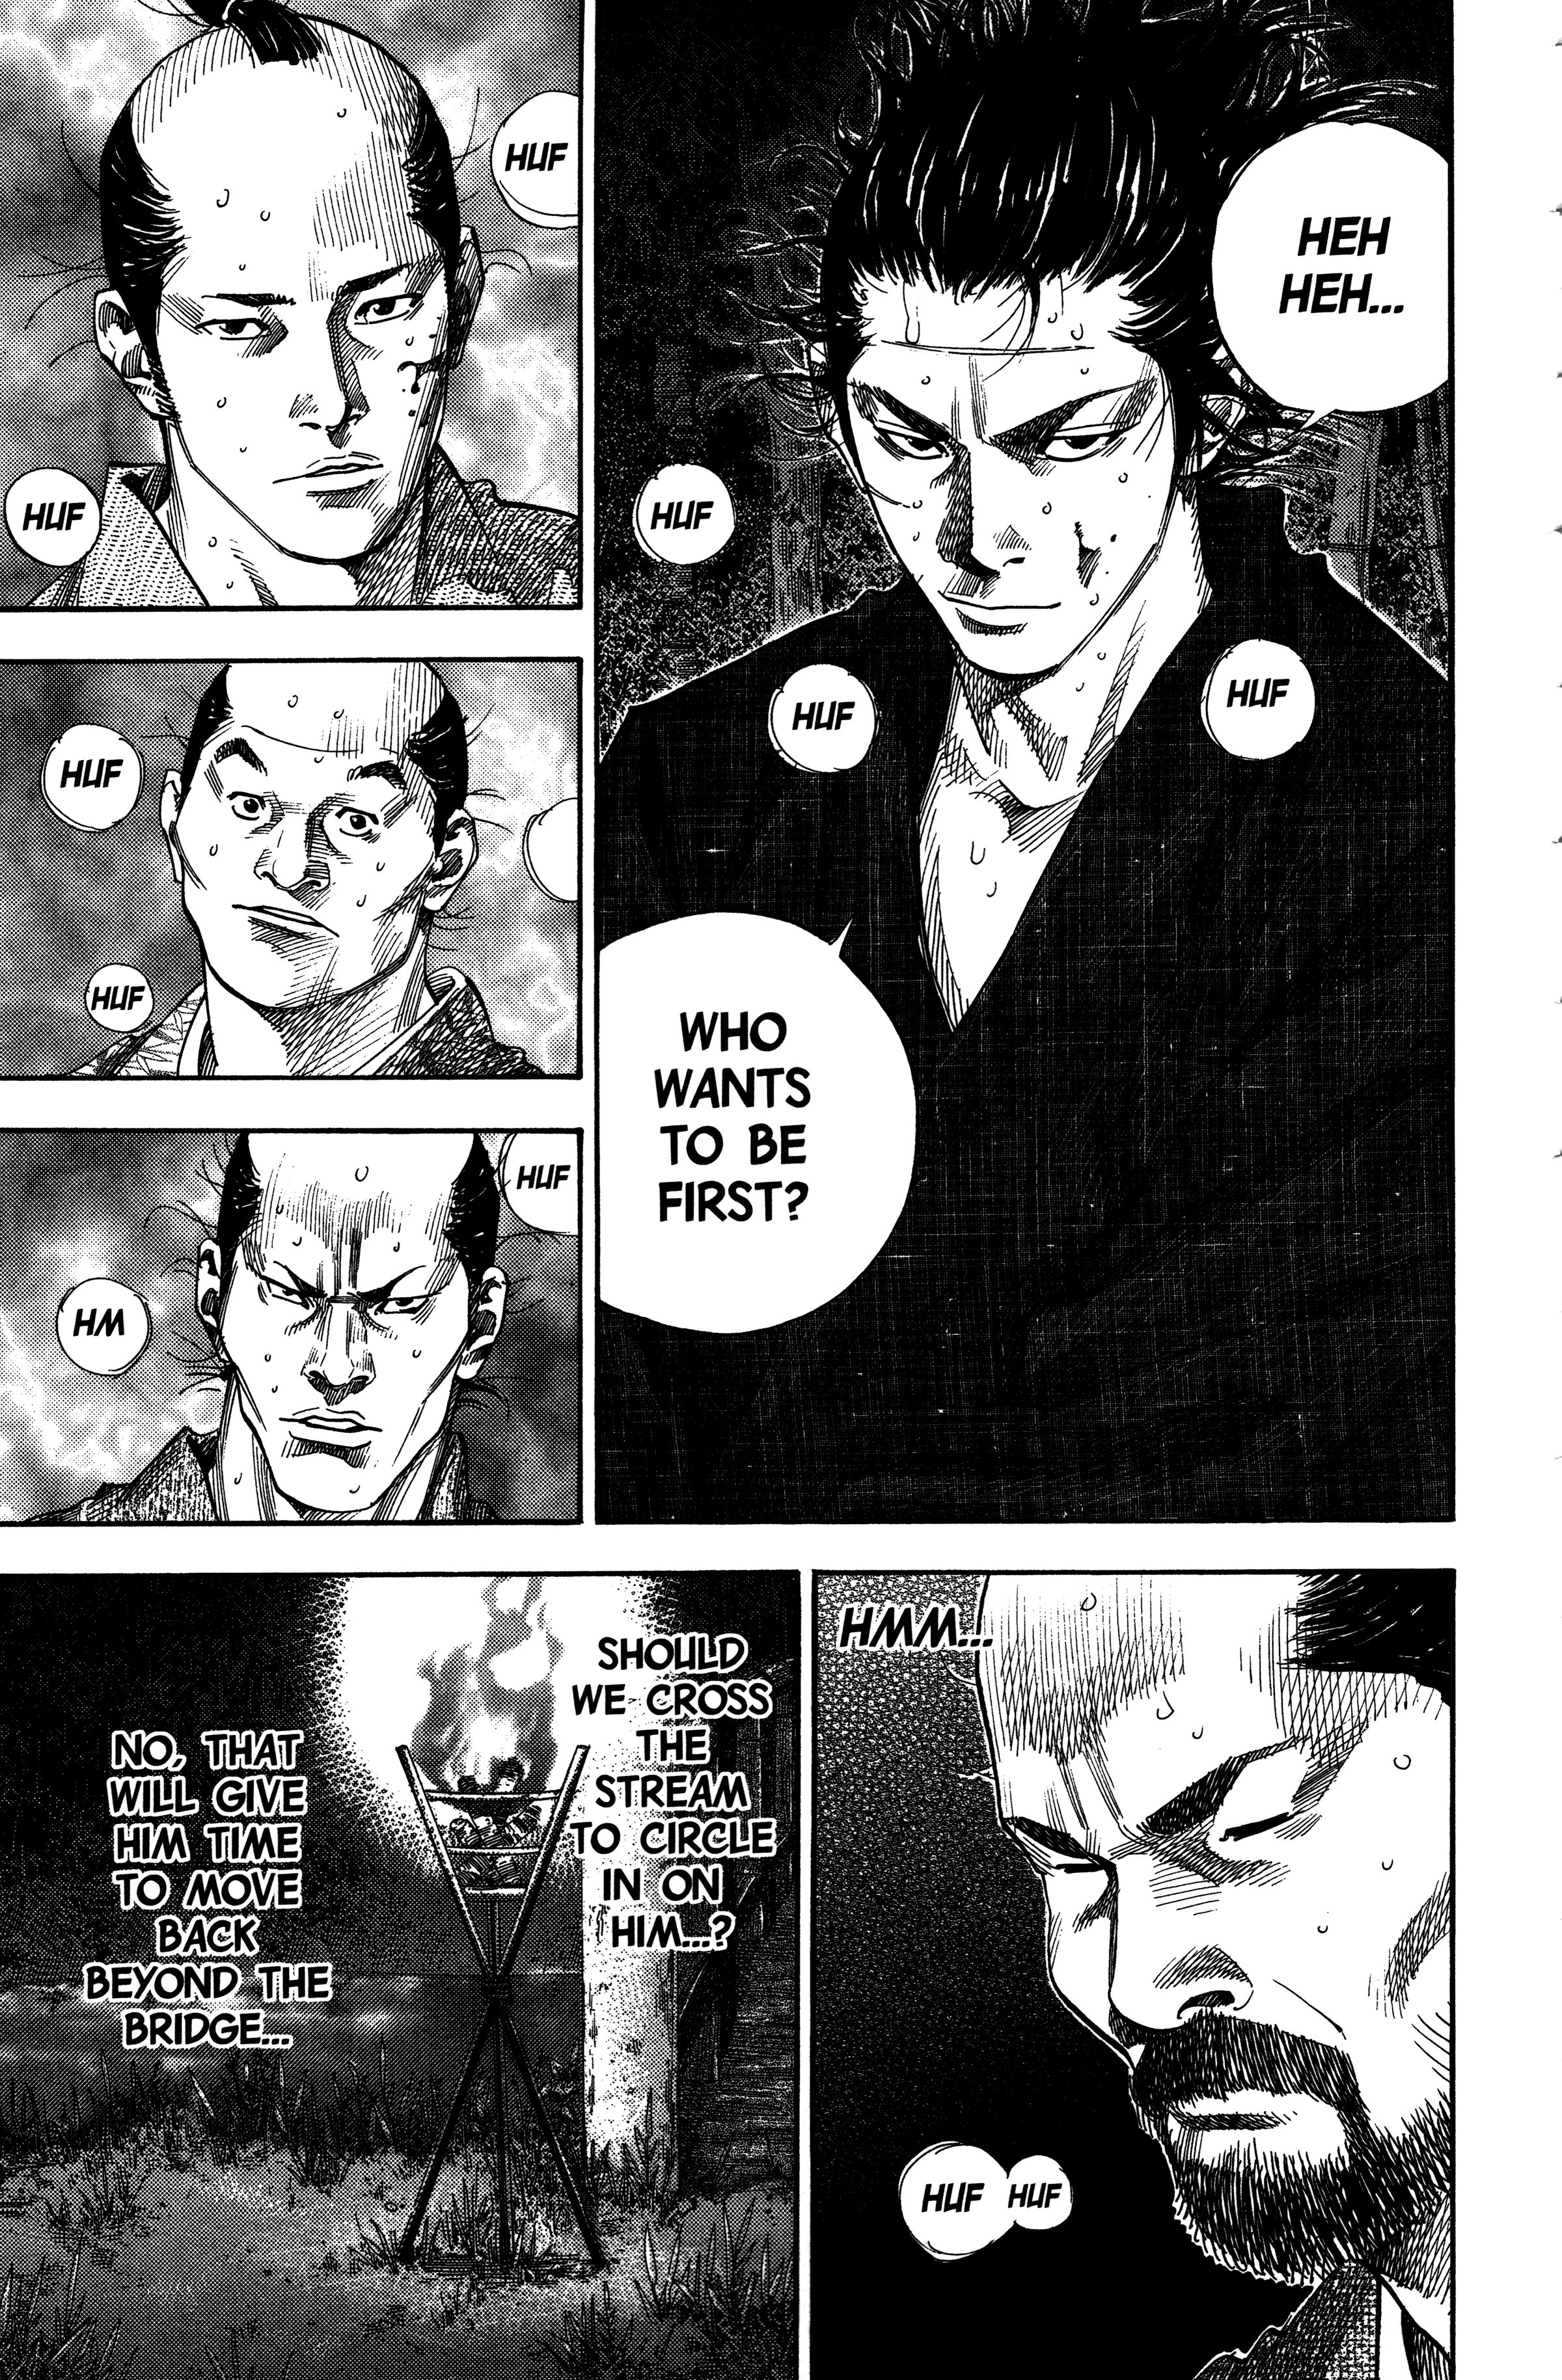 HEH
HEH...
HUF
HUF
HUF
WHO
WANTS
TO BE
FIRST?
HUF
HUF
HUF
HUF
HUF
HM
HMM...
HUF HUF
SHOULD
WE CROSS
THE
STREAM
TO CIRCLE
IN ON
HIM...?
NO, THAT
WILL GIVE
HIM TIME
TO MOVE
BACK
BEYOND THE
BRIDGE...